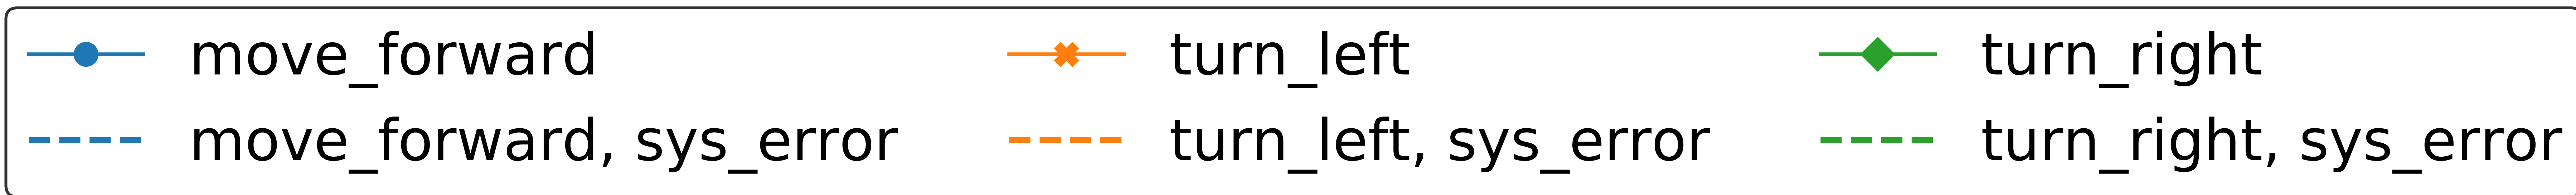 move_forward turn_left turn_right
move_forward, sys_error turn_left, sys_error turn_right, sys_error